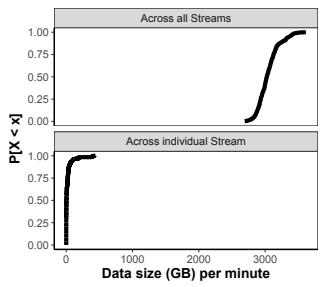 Across all Streams
1.00
0.75
0.50
0.25
0.00
Across individual Stream
1.00
0.75
0.50
0.25
0.00
P[X < x]
0 1000 2000 3000
Data size (GB) per minute